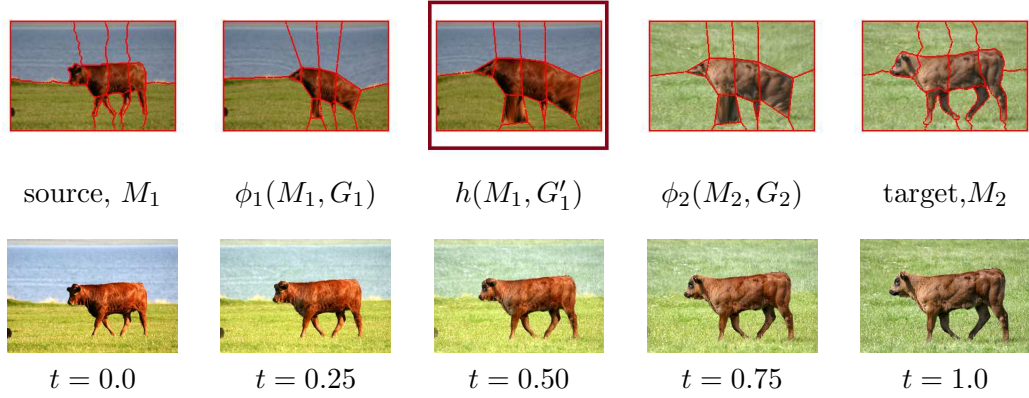 source, M₁ ϕ₁(M₁, G₁) h(M₁, G′₁) ϕ₂(M₂, G₂) target,M₂
t = 0.0 t = 0.25 t = 0.50 t = 0.75 t = 1.0